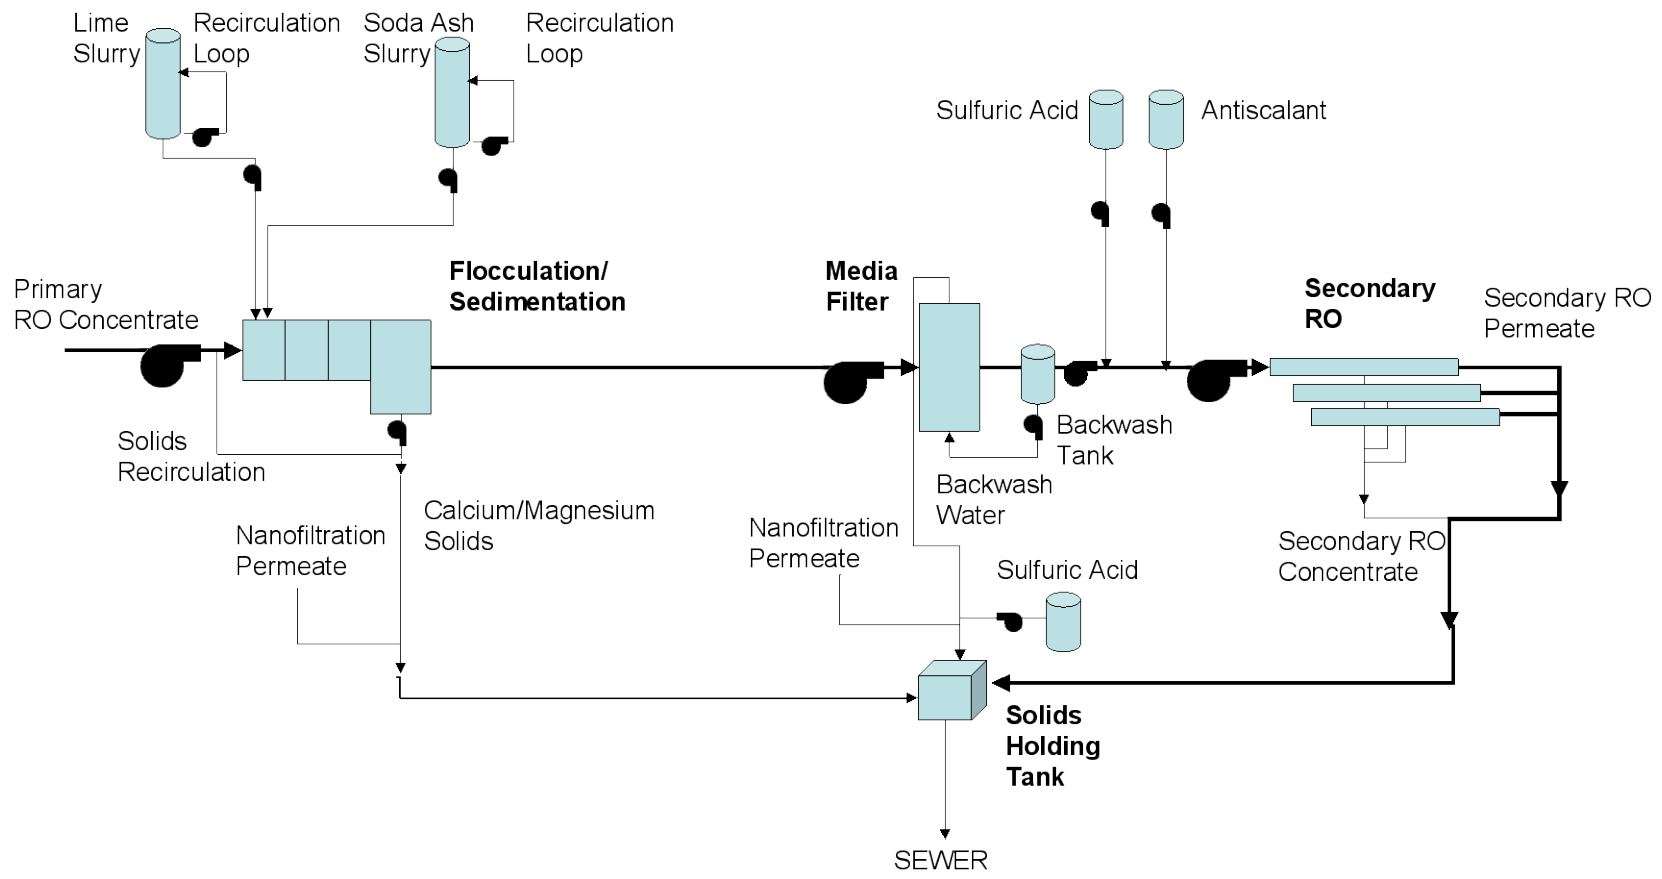 Lime
Slurry
Recirculation
Loop
Soda Ash
Slurry
Recirculation
Loop
Sulfuric Acid
Antiscalant
Primary
RO Concentrate
Flocculation/
Sedimentation
Media
Filter
Secondary
RO
Secondary RO
Permeate
Solids
Recirculation
Backwash
Tank
Backwash
Water
Calcium/Magnesium
Solids
Nanofiltration
Permeate
Nanofiltration
Permeate
Sulfuric Acid
Secondary RO
Concentrate
Solids
Holding
Tank
SEWER